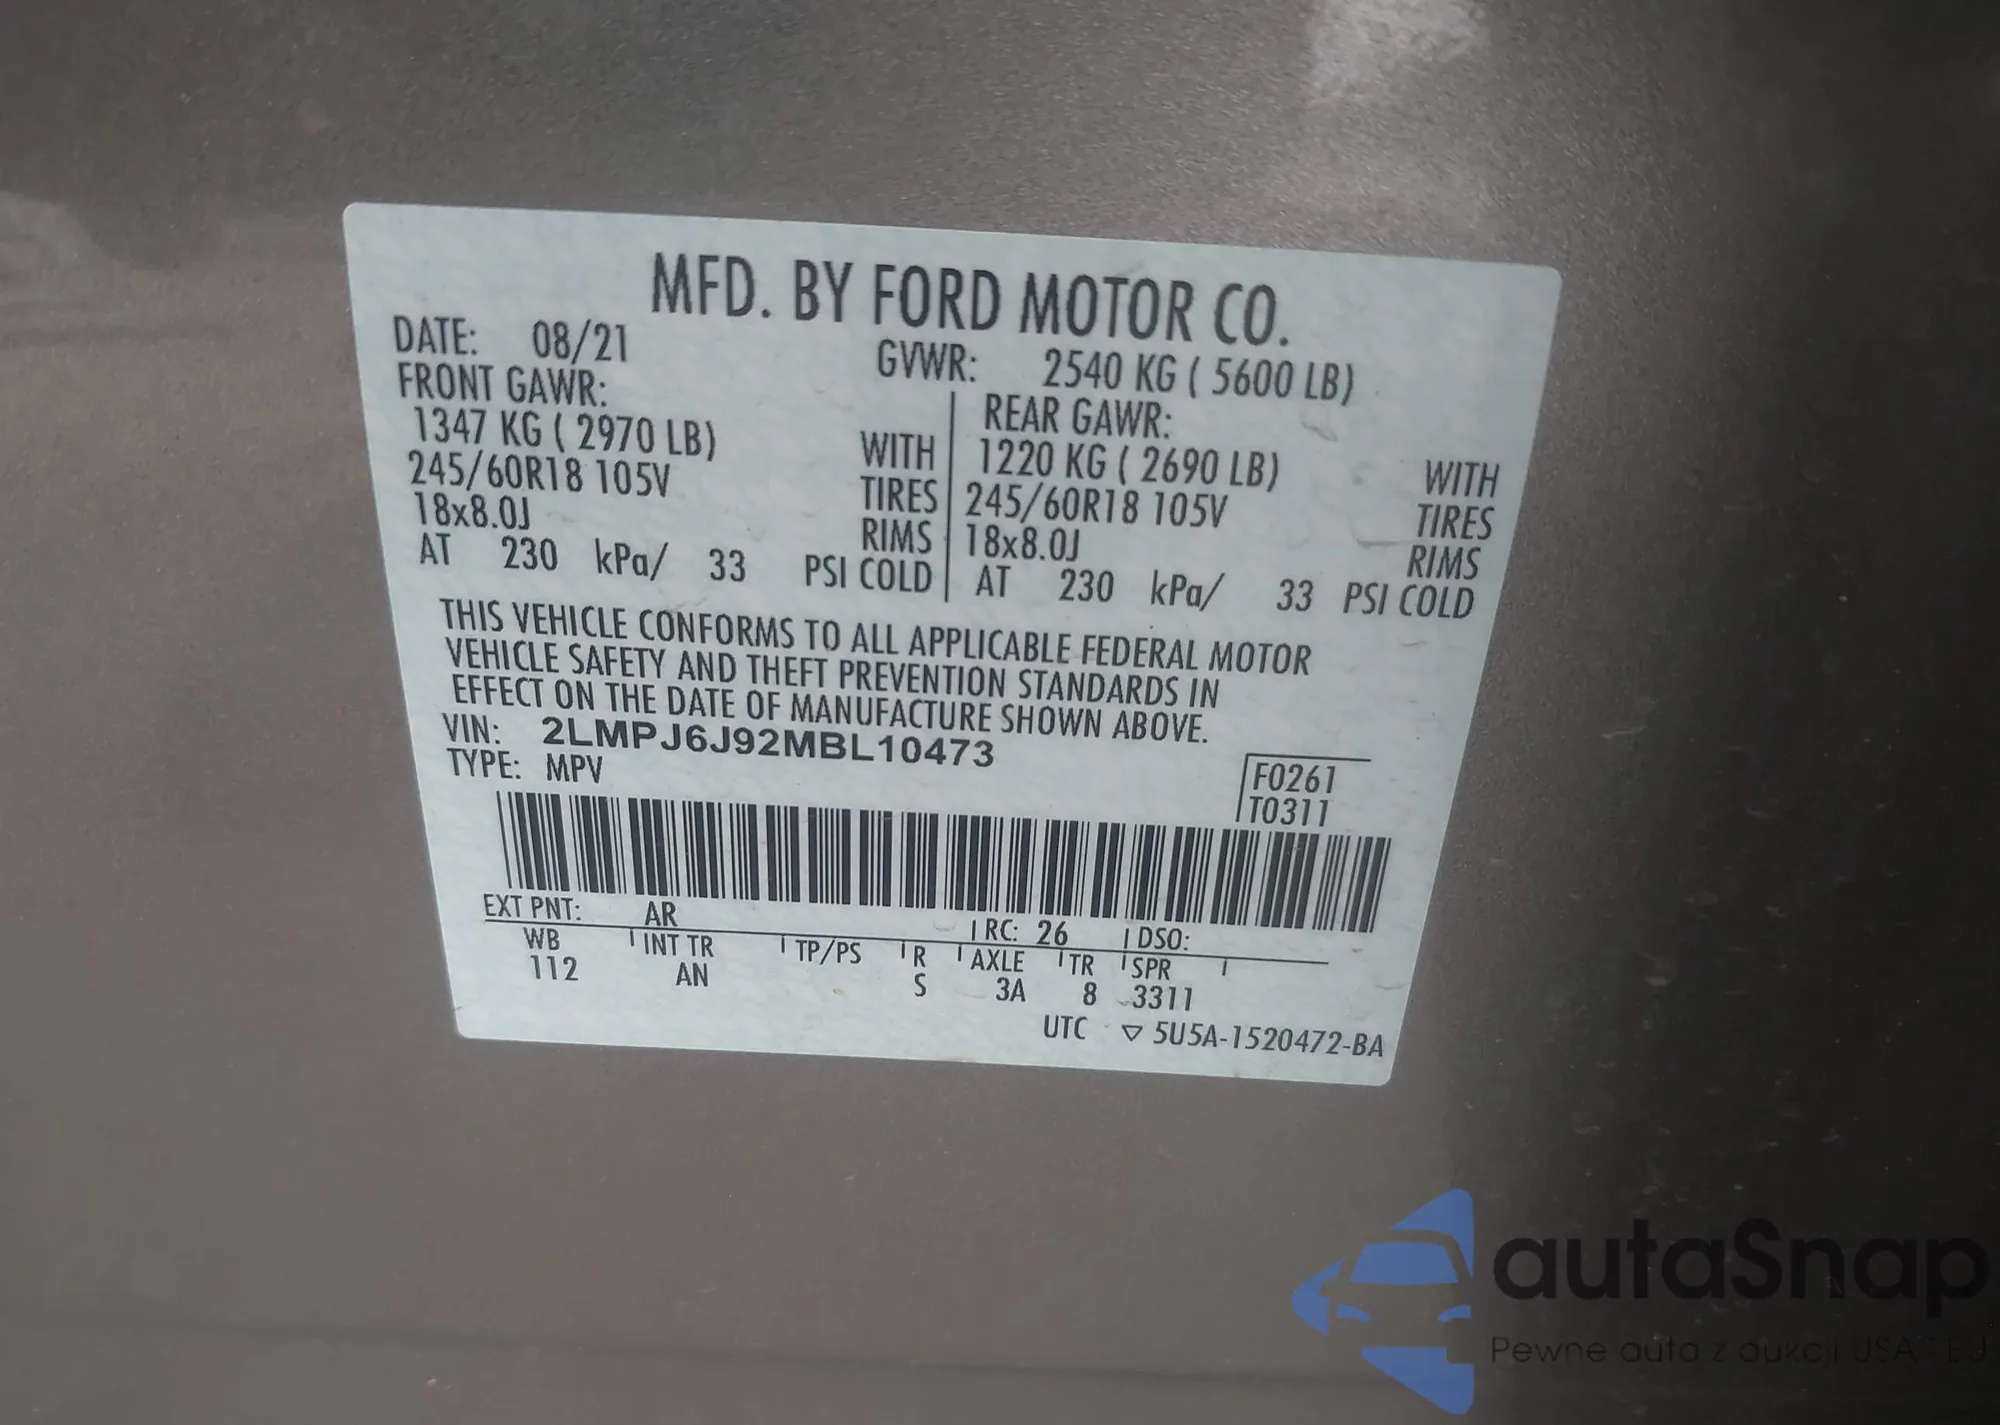 MFD. BY FORD MOTOR CO.
DATE: 08/21
GVWR: 2540 KG ( 5600 LB)
FRONT GAWR:
1347 KG ( 2970 LB) WITH
245/60R18 105V TIRES
18x8.0J RIMS
AT 230 kPa/ 33 PSI COLD
REAR GAWR:
1220 KG ( 2690 LB) WITH
245/60R18 105V TIRES
18x8.0J RIMS
AT 230 kPa/ 33 PSI COLD
THIS VEHICLE CONFORMS TO ALL APPLICABLE FEDERAL MOTOR
VEHICLE SAFETY AND THEFT PREVENTION STANDARDS IN
EFFECT ON THE DATE OF MANUFACTURE SHOWN ABOVE.
VIN: 2LMPJ6J92MBL10473
TYPE: MPV
F0261
T0311
EXT PNT: AR RC: 26 DSO:
WB INT TR TP/PS R AXLE TR SPR
112 AN S 3A 8 3311
UTC ▽ 5U5A-1520472-BA
autaSnap
Pewne auta z aukcji USA i EU